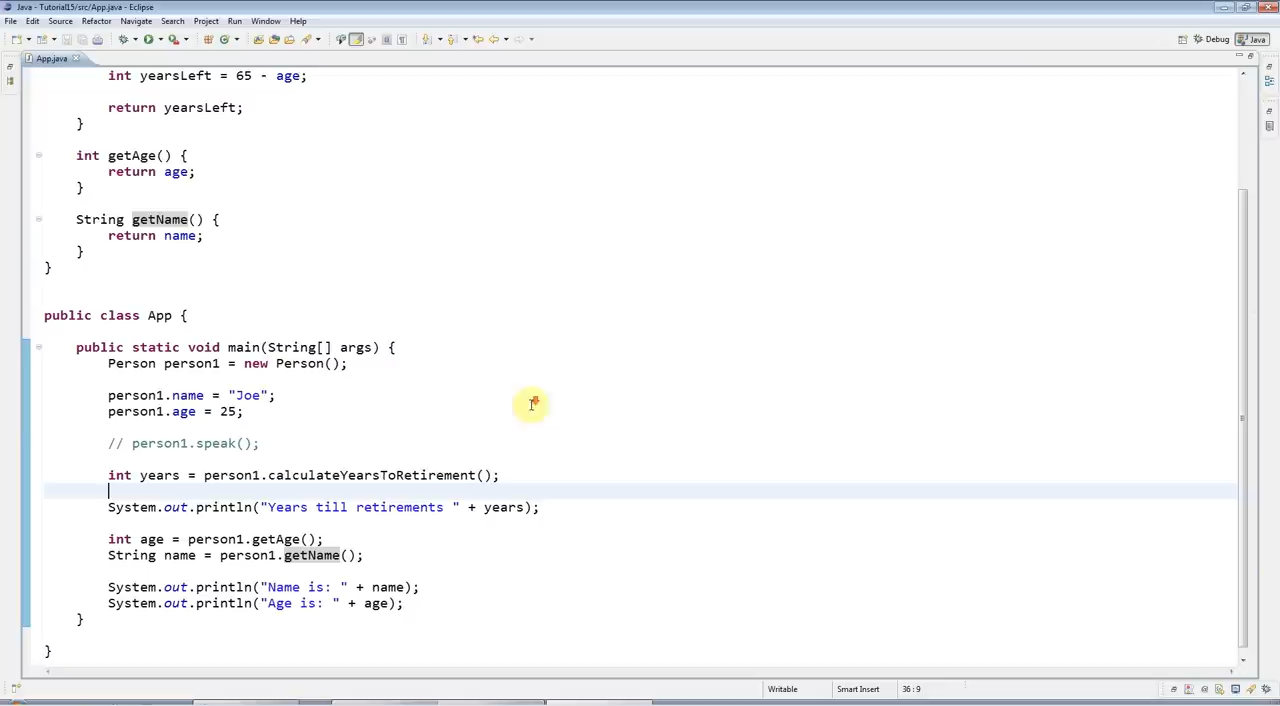 Java - Tutorial15/src/App.java - Eclipse
File Edit Source Refactor Navigate Search Project Run Window Help
Debug Java
App.java
int yearsLeft = 65 - age;
return yearsLeft;
}
int getAge() {
return age;
}
String getName() {
return name;
}
}
public class App {
public static void main(String[] args) {
Person person1 = new Person();
person1.name = "Joe";
person1.age = 25;
// person1.speak();
int years = person1.calculateYearsToRetirement();
System.out.println("Years till retirements " + years);
int age = person1.getAge();
String name = person1.getName();
System.out.println("Name is: " + name);
System.out.println("Age is: " + age);
}
}
Writable Smart Insert 36 : 9